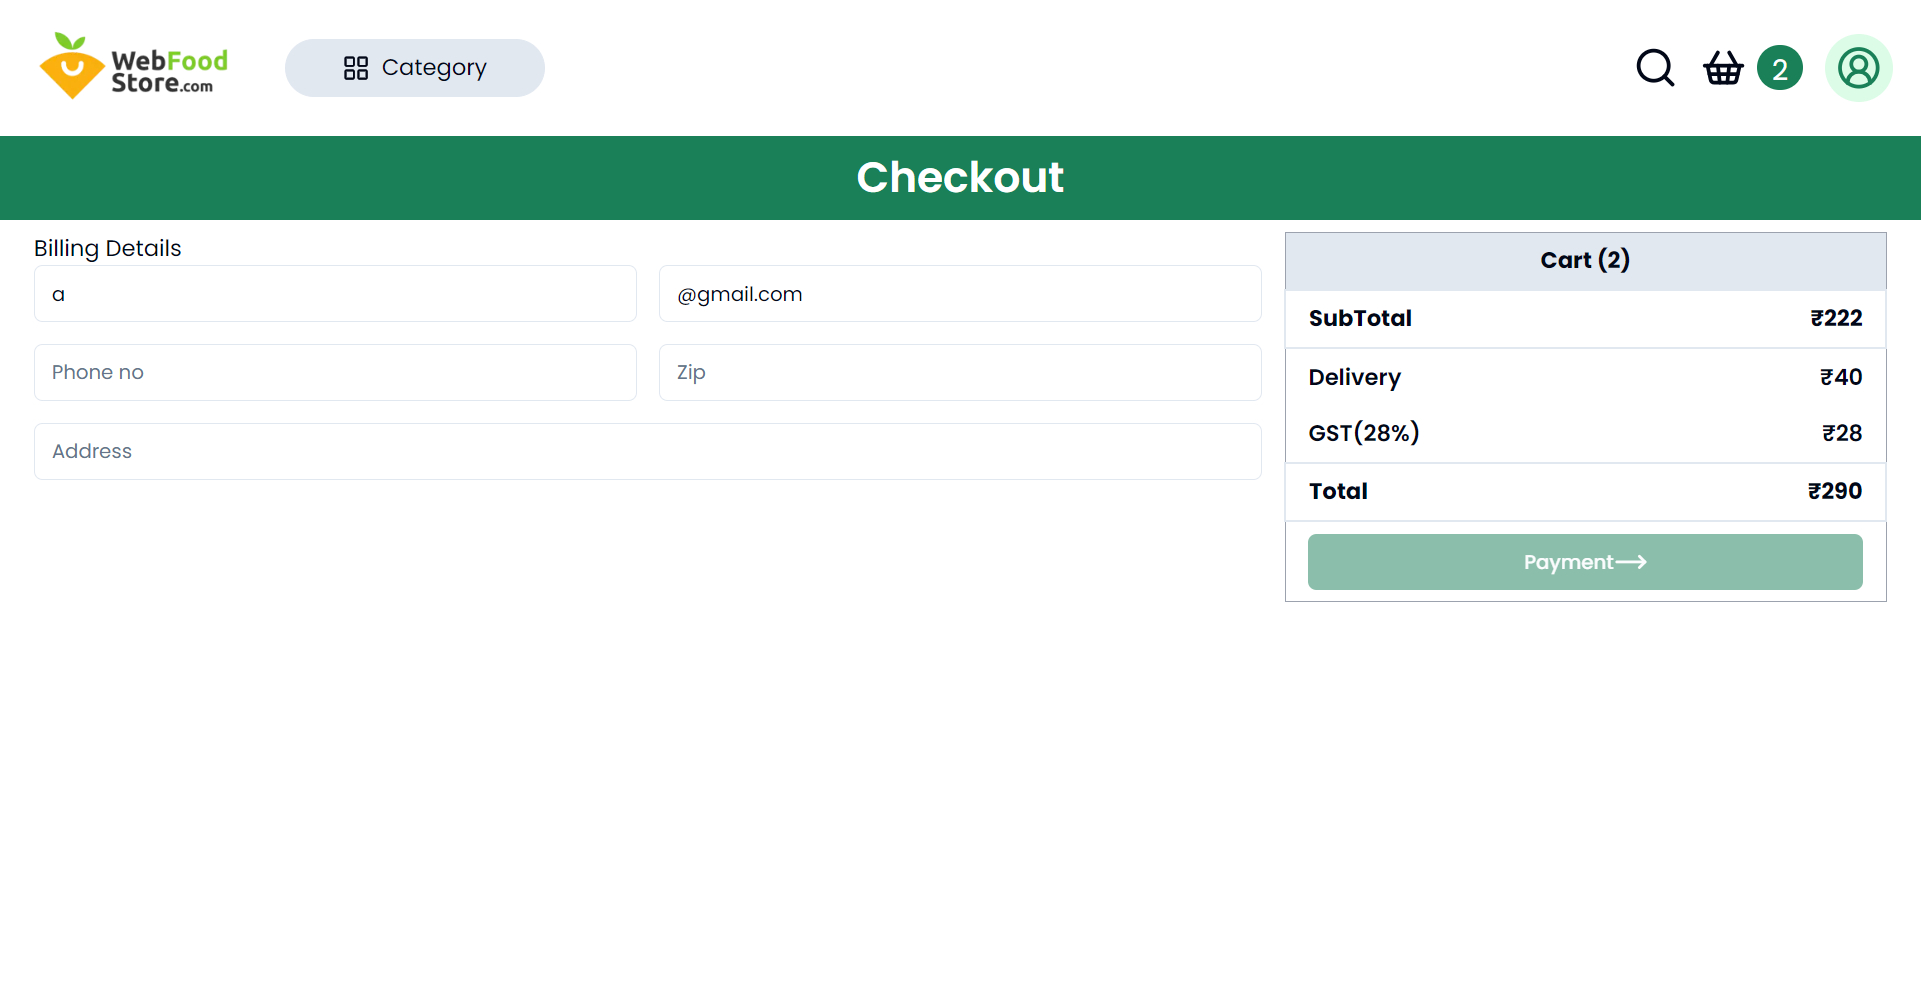 WebFood
Store.com
Category
2
Checkout
Billing Details
a
@gmail.com
Phone no
Zip
Address
Cart (2)
SubTotal ₹222
Delivery ₹40
GST(28%) ₹28
Total ₹290
Payment⟶